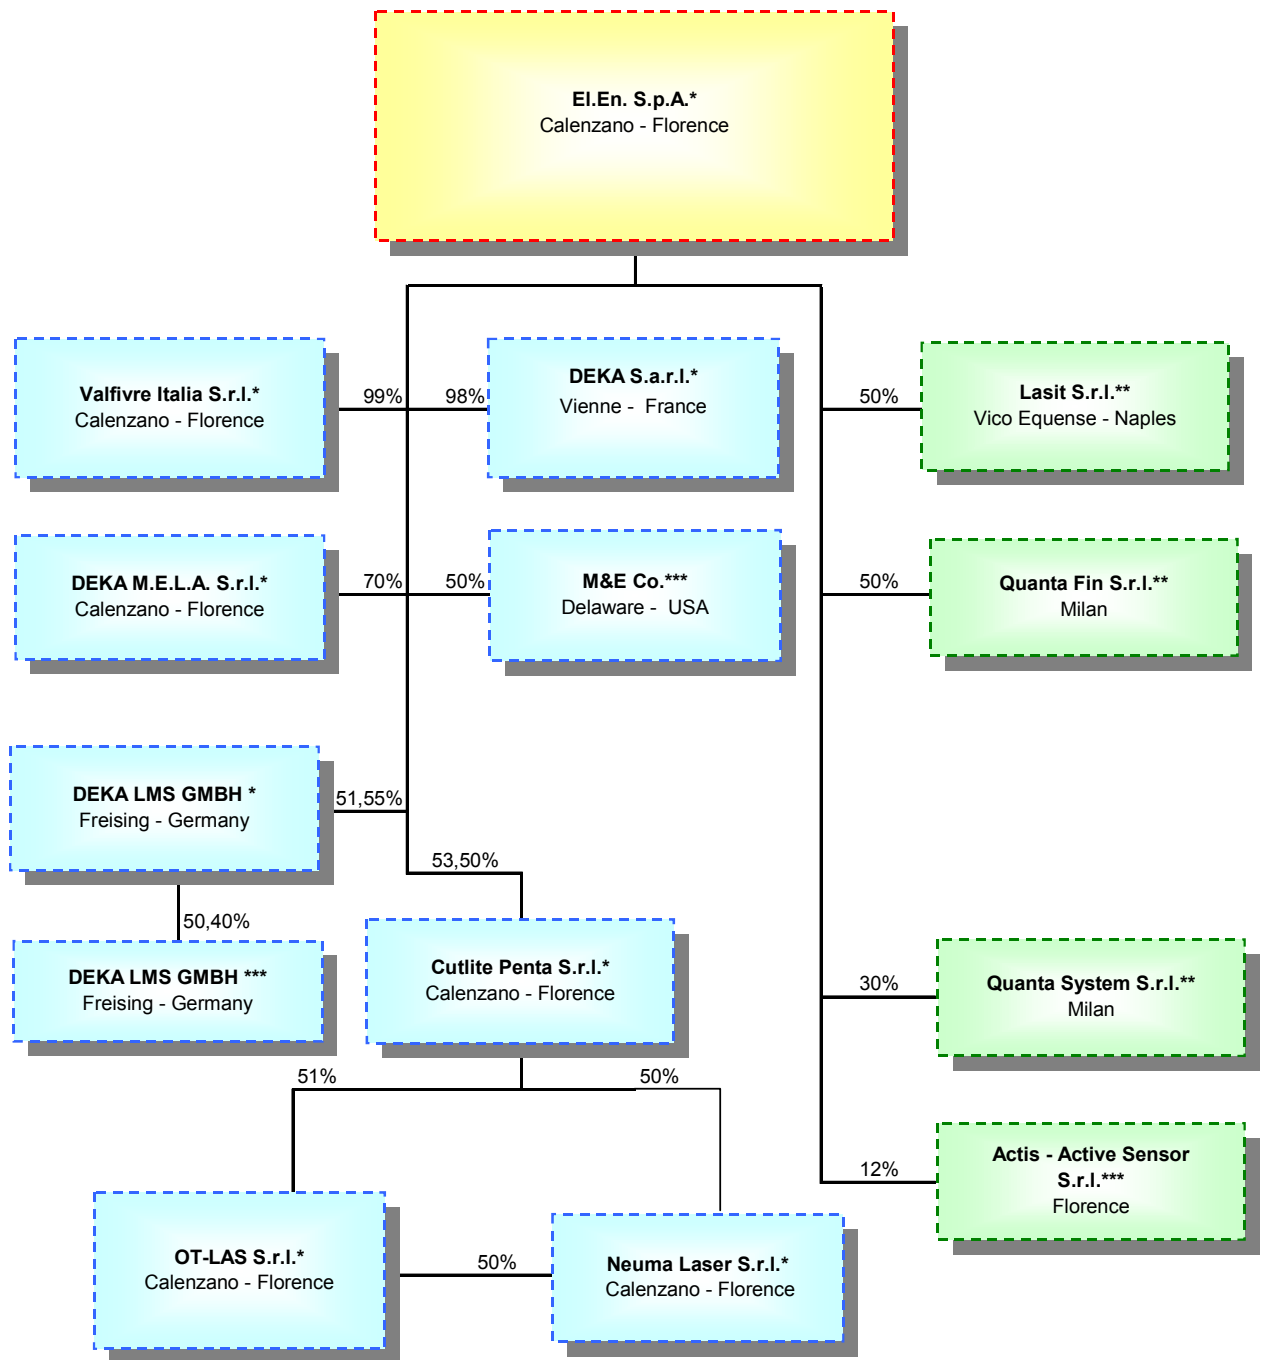 El.En. S.p.A.*
Calenzano - Florence
Valfivre Italia S.r.l.*
Calenzano - Florence
99%
98%
DEKA S.a.r.l.*
Vienne - France
50%
Lasit S.r.l.**
Vico Equense - Naples
DEKA M.E.L.A. S.r.l.*
Calenzano - Florence
70%
50%
M&E Co.***
Delaware - USA
50%
Quanta Fin S.r.l.**
Milan
DEKA LMS GMBH *
Freising - Germany
51,55%
53,50%
50,40%
DEKA LMS GMBH ***
Freising - Germany
Cutlite Penta S.r.l.*
Calenzano - Florence
30%
Quanta System S.r.l.**
Milan
51%
50%
12%
Actis - Active Sensor
S.r.l.***
Florence
OT-LAS S.r.l.*
Calenzano - Florence
50%
Neuma Laser S.r.l.*
Calenzano - Florence